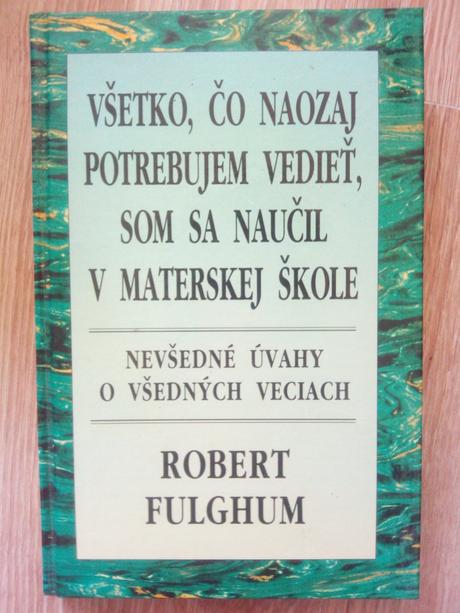 VŠETKO, ČO NAOZAJ
POTREBUJEM VEDIEŤ,
SOM SA NAUČIL
V MATERSKEJ ŠKOLE
NEVŠEDNÉ ÚVAHY
O VŠEDNÝCH VECIACH
ROBERT
FULGHUM